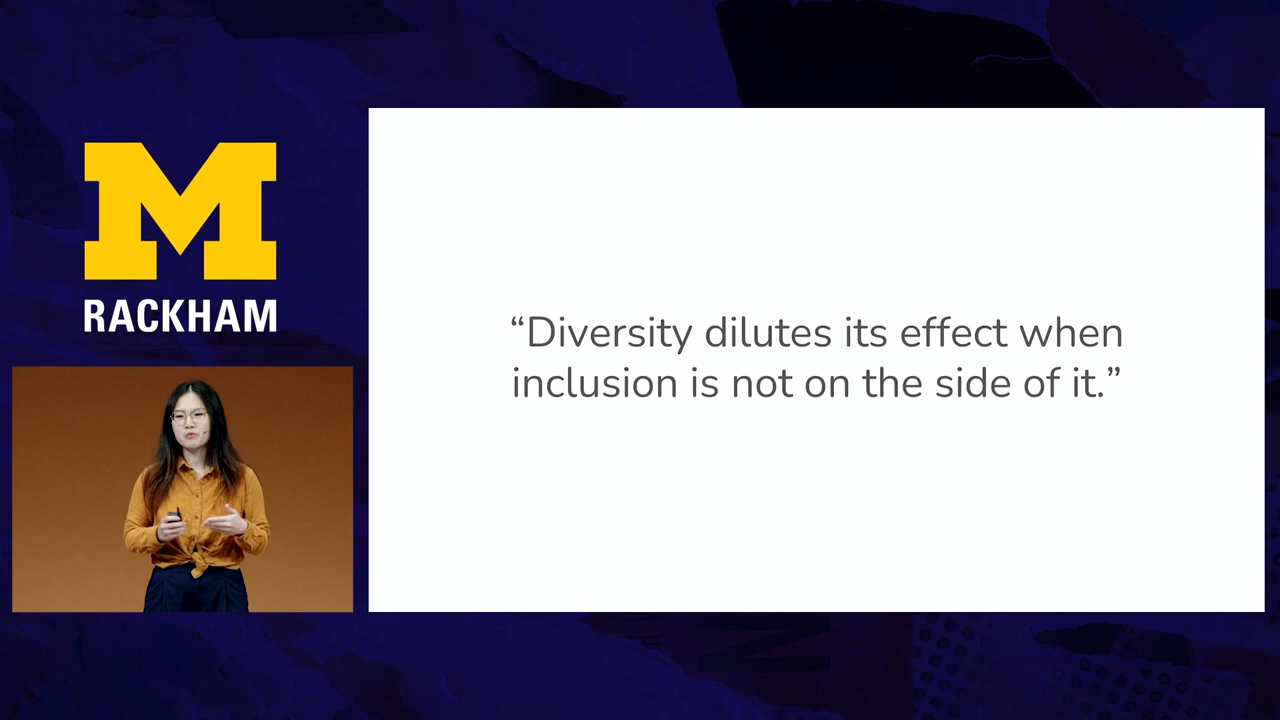 M
RACKHAM
“Diversity dilutes its effect when
inclusion is not on the side of it.”